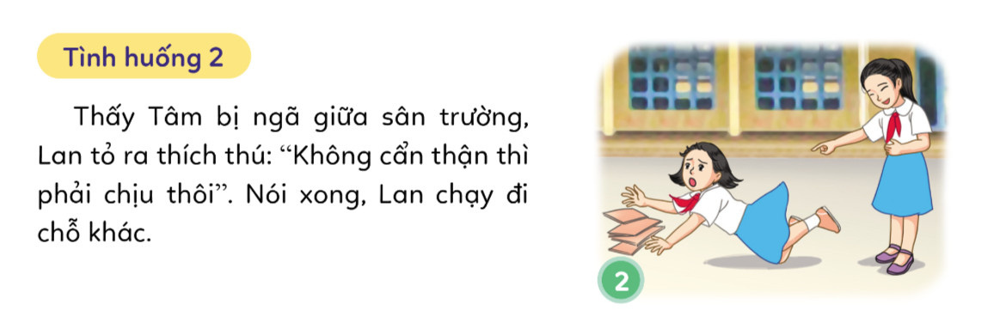 Tình huống 2
Thấy Tâm bị ngã giữa sân trường,
Lan tỏ ra thích thú: “Không cẩn thận thì
phải chịu thôi”. Nói xong, Lan chạy đi
chỗ khác.
2